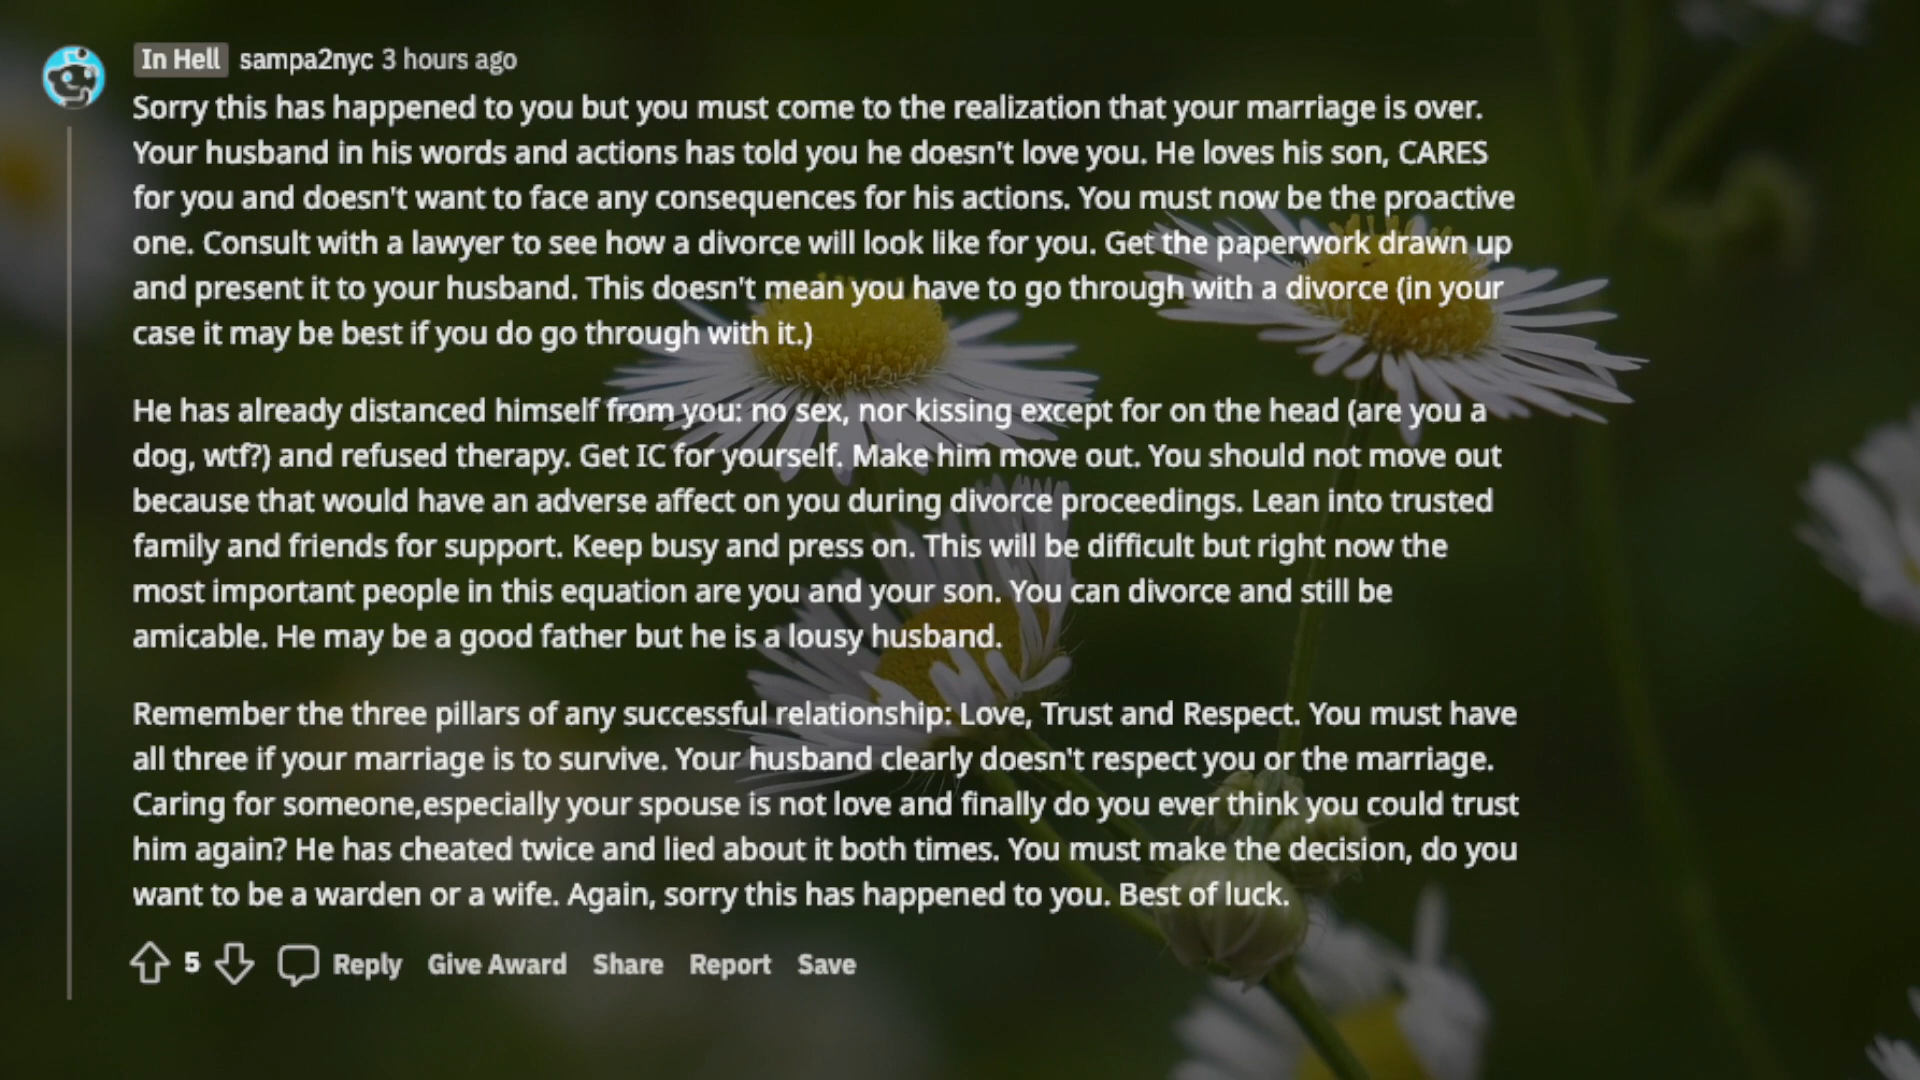 In Hell sampa2nyc 3 hours ago
Sorry this has happened to you but you must come to the realization that your marriage is over.
Your husband in his words and actions has told you he doesn't love you. He loves his son, CARES
for you and doesn't want to face any consequences for his actions. You must now be the proactive
one. Consult with a lawyer to see how a divorce will look like for you. Get the paperwork drawn up
and present it to your husband. This doesn't mean you have to go through with a divorce (in your
case it may be best if you do go through with it.)
He has already distanced himself from you: no sex, nor kissing except for on the head (are you a
dog, wtf?) and refused therapy. Get IC for yourself. Make him move out. You should not move out
because that would have an adverse affect on you during divorce proceedings. Lean into trusted
family and friends for support. Keep busy and press on. This will be difficult but right now the
most important people in this equation are you and your son. You can divorce and still be
amicable. He may be a good father but he is a lousy husband.
Remember the three pillars of any successful relationship: Love, Trust and Respect. You must have
all three if your marriage is to survive. Your husband clearly doesn't respect you or the marriage.
Caring for someone,especially your spouse is not love and finally do you ever think you could trust
him again? He has cheated twice and lied about it both times. You must make the decision, do you
want to be a warden or a wife. Again, sorry this has happened to you. Best of luck.
5 Reply Give Award Share Report Save